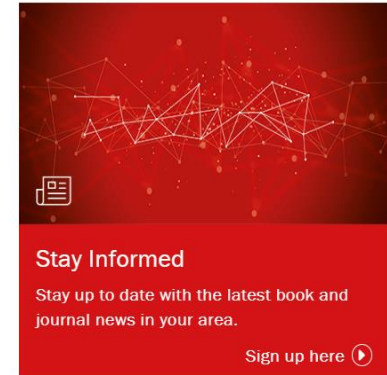 Stay Informed
Stay up to date with the latest book and
journal news in your area.
Sign up here